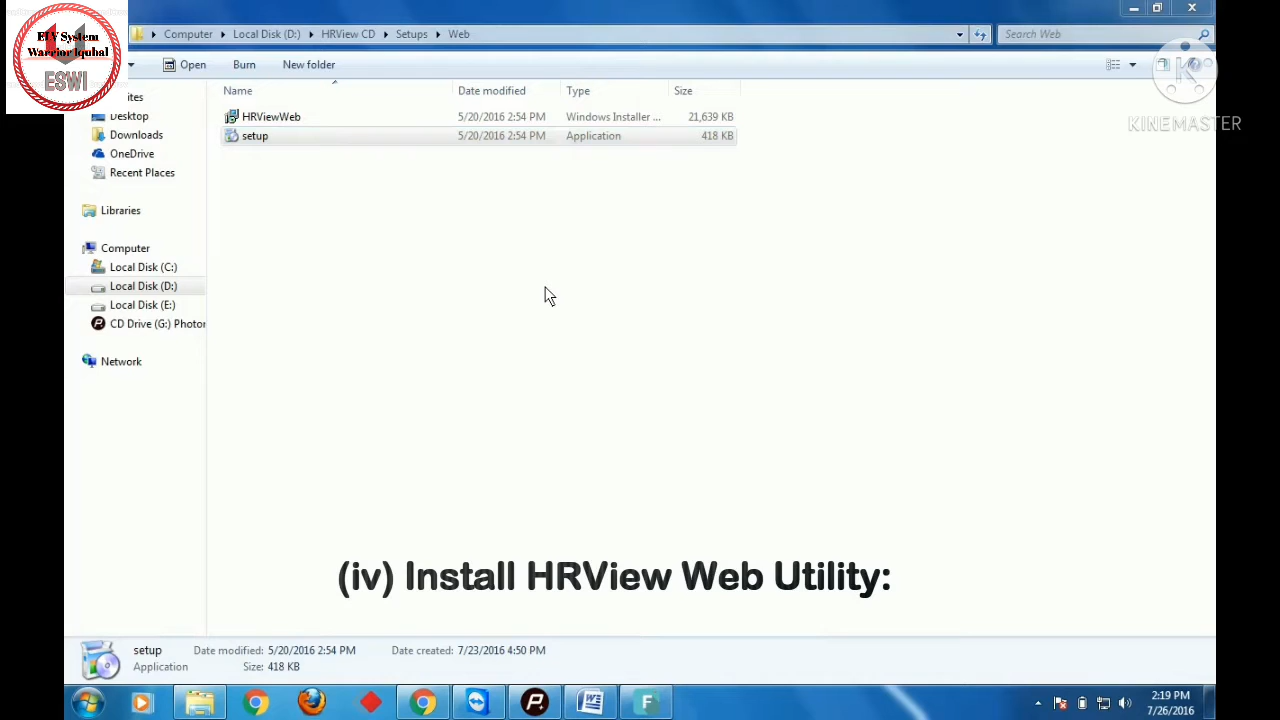 ELV System
Warrior Iqubal
ESWI
Computer
Local Disk (D:)
HRView CD
Setups
Web
Search Web
Open
Burn
New folder
KINEMASTER
Name
Date modified
Type
Size
HRViewWeb
5/20/2016 2:54 PM
Windows Installer ...
21,639 KB
setup
5/20/2016 2:54 PM
Application
418 KB
Desktop
Downloads
OneDrive
Recent Places
Libraries
Computer
Local Disk (C:)
Local Disk (D:)
Local Disk (E:)
CD Drive (G:) Photor
Network
(iv) Install HRView Web Utility:
setup
Date modified: 5/20/2016 2:54 PM
Date created: 7/23/2016 4:50 PM
Application
Size: 418 KB
2:19 PM
7/26/2016